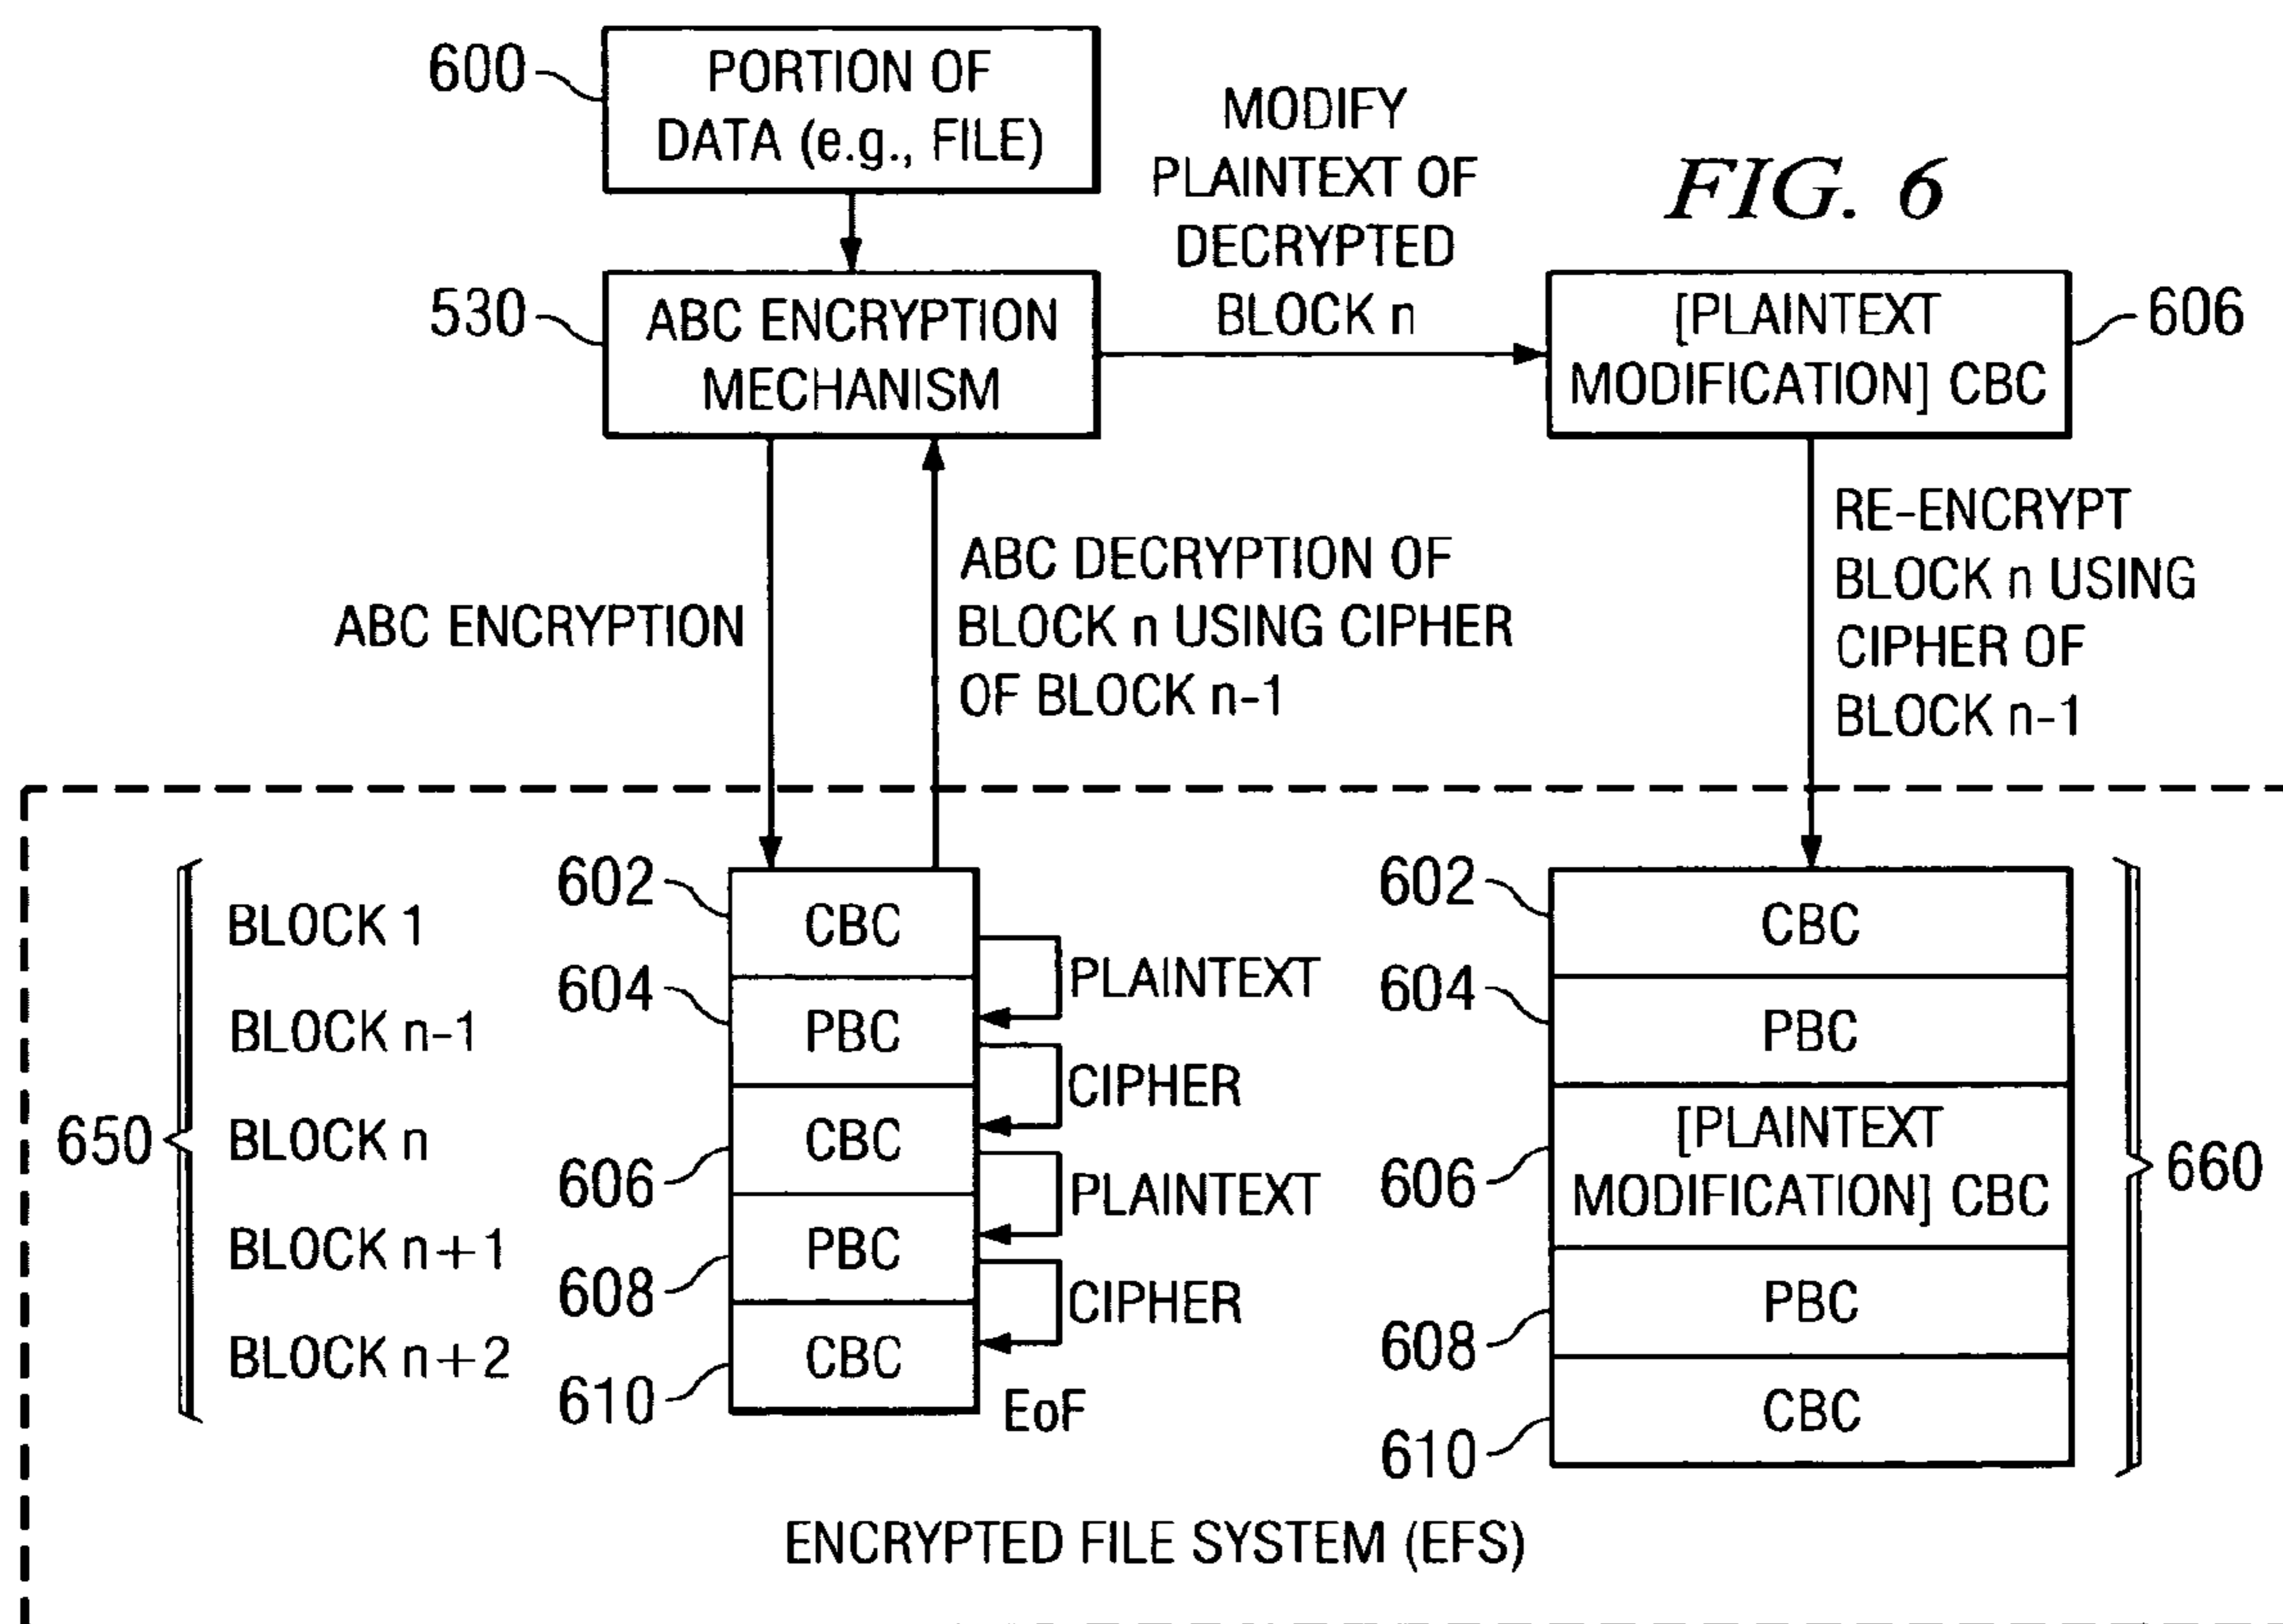 600
PORTION OF
DATA (e.g., FILE)
MODIFY
PLAINTEXT OF
DECRYPTED
BLOCK n
FIG. 6
530
ABC ENCRYPTION
MECHANISM
[PLAINTEXT
MODIFICATION] CBC
606
ABC ENCRYPTION
ABC DECRYPTION OF
BLOCK n USING CIPHER
OF BLOCK n-1
RE-ENCRYPT
BLOCK n USING
CIPHER OF
BLOCK n-1
650
BLOCK 1
BLOCK n-1
BLOCK n
BLOCK n+1
BLOCK n+2
602
CBC
604
PBC
606
CBC
608
PBC
610
CBC
PLAINTEXT
CIPHER
PLAINTEXT
CIPHER
EoF
602
CBC
604
PBC
606
[PLAINTEXT
MODIFICATION] CBC
608
PBC
610
CBC
660
ENCRYPTED FILE SYSTEM (EFS)